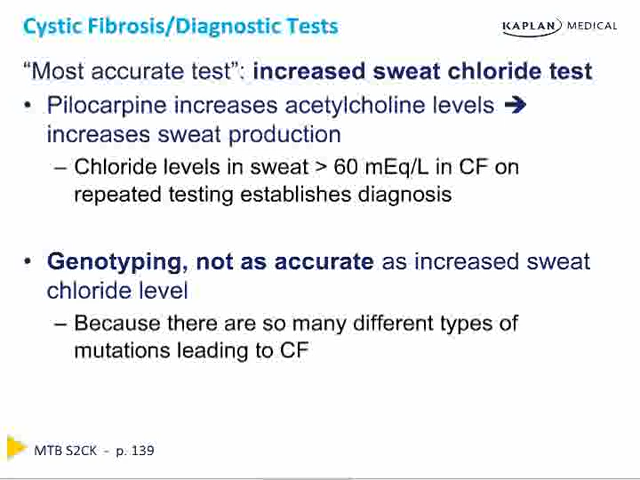 Cystic Fibrosis/Diagnostic Tests
KAPLAN MEDICAL
“Most accurate test”: increased sweat chloride test
• Pilocarpine increases acetylcholine levels ➔
increases sweat production
– Chloride levels in sweat > 60 mEq/L in CF on
repeated testing establishes diagnosis
• Genotyping, not as accurate as increased sweat
chloride level
– Because there are so many different types of
mutations leading to CF
MTB S2CK - p. 139